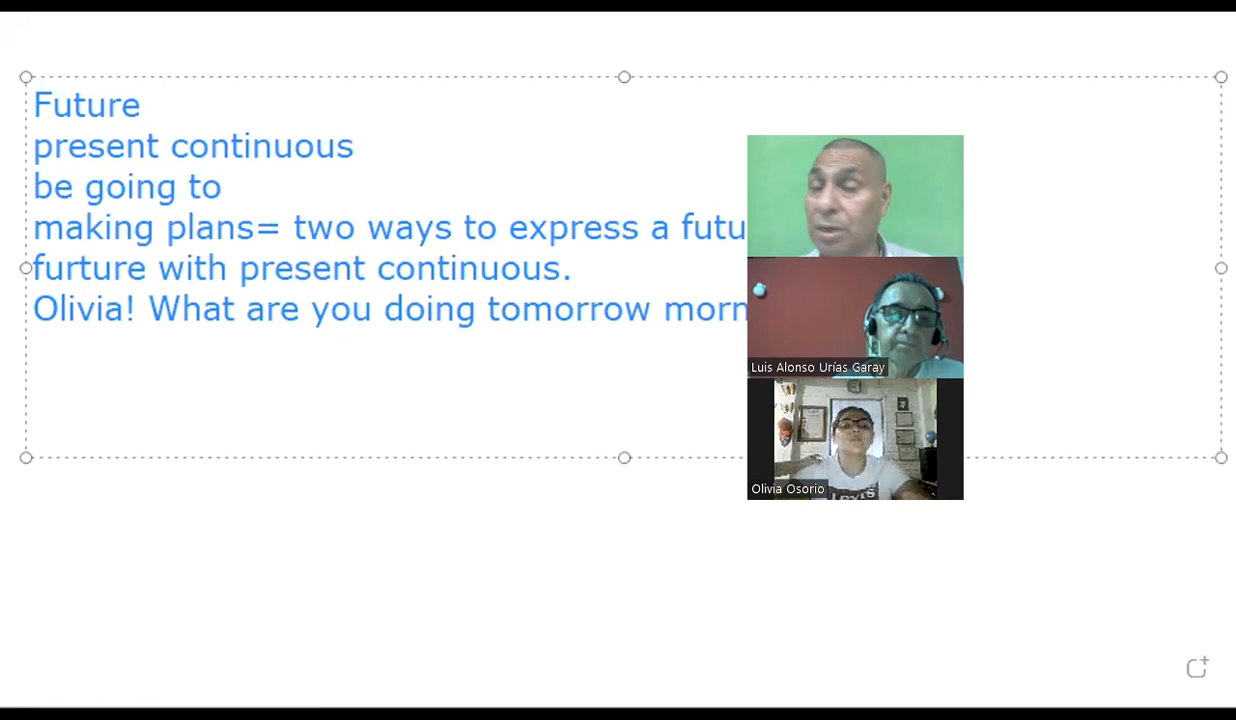 Future
present continuous
be going to
making plans= two ways to express a futu
furture with present continuous.
Olivia! What are you doing tomorrow morn
Luis Alonso Urías Garay
Olivia Osorio